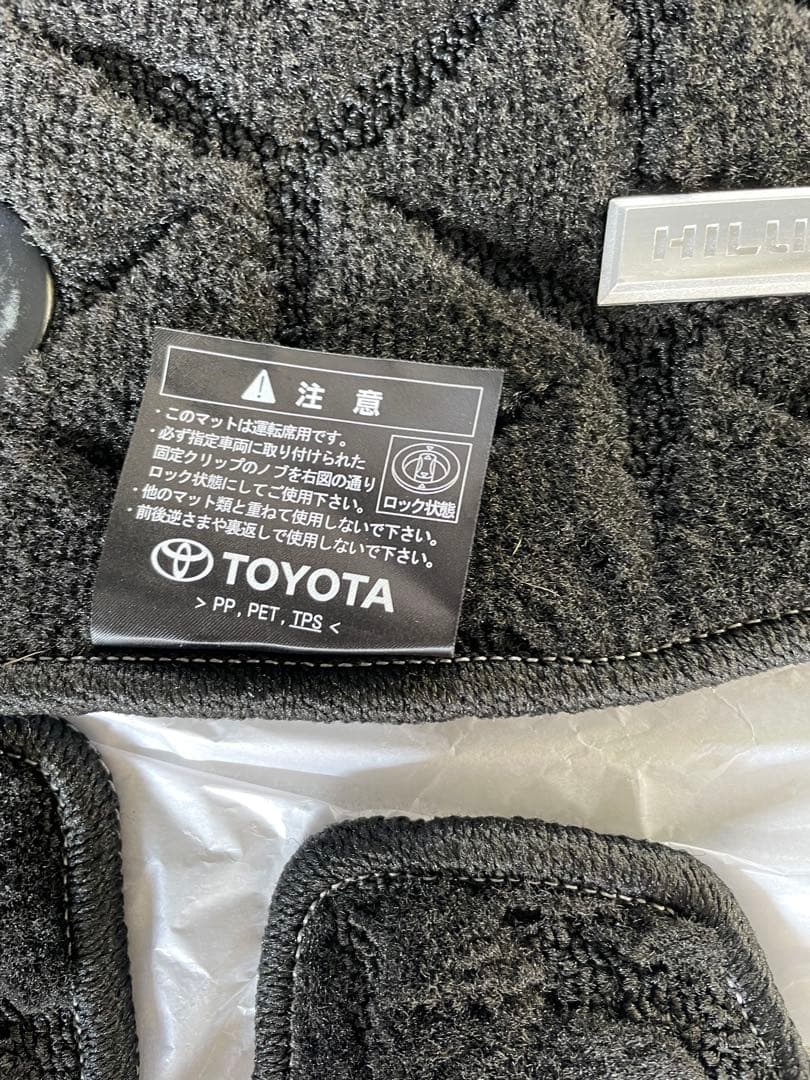 HILU
注意
・このマットは運転席用です。
・必ず指定車両に取り付けられた
固定クリップのノブを右図の通り
ロック状態にしてご使用下さい。
ロック状態
・他のマット類と重ねて使用しないで下さい。
・前後逆さまや裏返しで使用しないで下さい。
TOYOTA
> PP, PET, TPS <